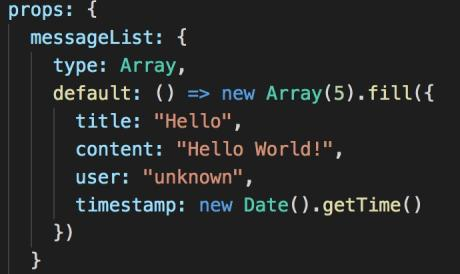 props: {
messageList: {
type: Array,
default: () => new Array(5).fill({
title: "Hello",
content: "Hello World!",
user: "unknown",
timestamp: new Date().getTime()
})
}